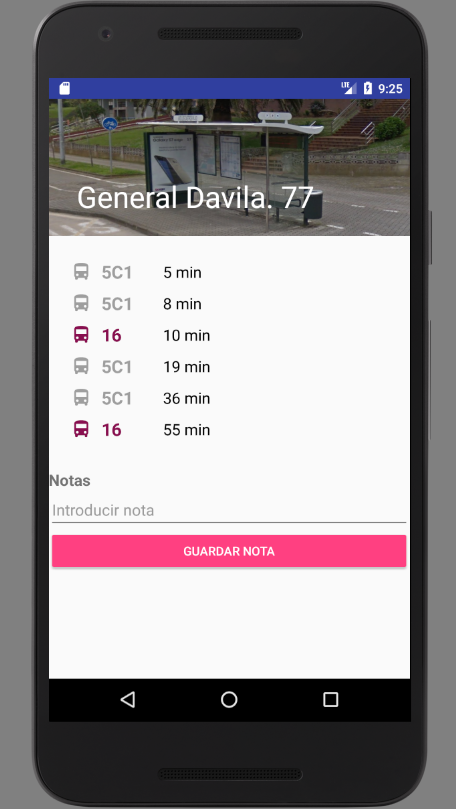 LTE 9:25
General Davila. 77
5C1 5 min
5C1 8 min
16 10 min
5C1 19 min
5C1 36 min
16 55 min
Notas
Introducir nota
GUARDAR NOTA